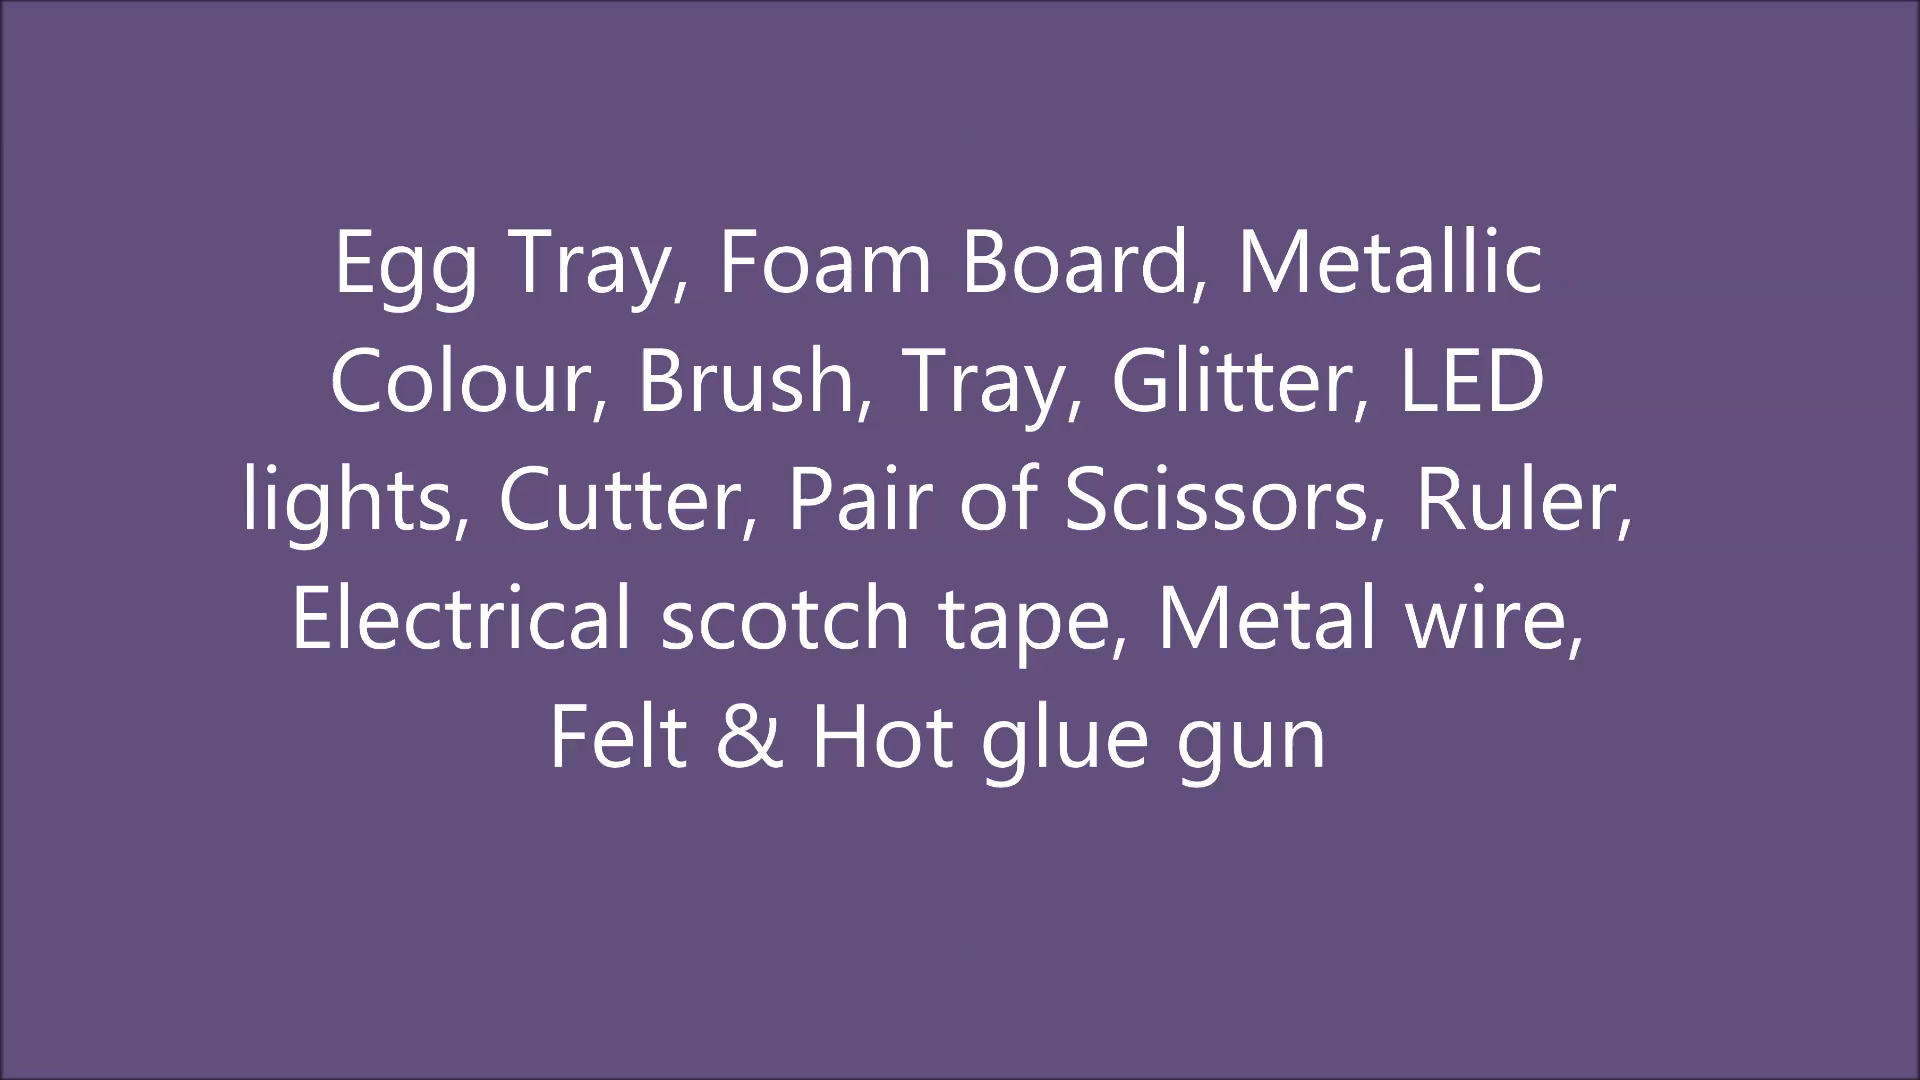 Egg Tray, Foam Board, Metallic
Colour, Brush, Tray, Glitter, LED
lights, Cutter, Pair of Scissors, Ruler,
Electrical scotch tape, Metal wire,
Felt & Hot glue gun